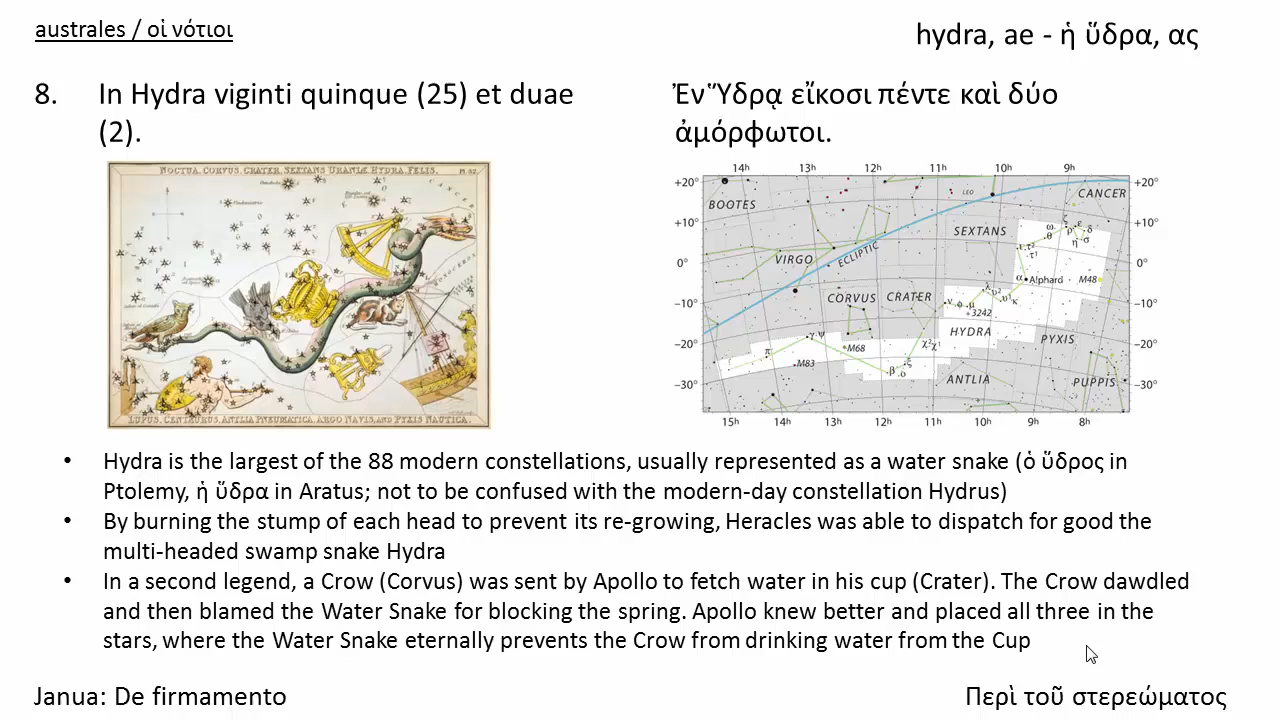 australes / οἱ νότιοι
hydra, ae - ἡ ὕδρα, ας
8. In Hydra viginti quinque (25) et duae
(2).
Ἐν Ὕδρᾳ εἴκοσι πέντε καὶ δύο
ἀμόρφωτοι.
NOCTUA, CORVUS, CRATER, SEXTANS URANIÆ, HYDRA, FELIS.
LUPUS, CENTAURUS, ANTLIA PNEUMATICA, ARGO NAVIS, AND PYXIS NAUTICA.
14h 13h 12h 11h 10h 9h
+20° +20°
LEO
CANCER
BOOTES
+10° +10°
SEXTANS
0° VIRGO ECLIPTIC 0°
α Alphard M48
CORVUS CRATER
−10° −10°
3242
HYDRA
PYXIS
−20° −20°
M68
M83
ANTLIA PUPPIS
−30° −30°
15h 14h 13h 12h 11h 10h 9h 8h
• Hydra is the largest of the 88 modern constellations, usually represented as a water snake (ὁ ὕδρος in
Ptolemy, ἡ ὕδρα in Aratus; not to be confused with the modern-day constellation Hydrus)
• By burning the stump of each head to prevent its re-growing, Heracles was able to dispatch for good the
multi-headed swamp snake Hydra
• In a second legend, a Crow (Corvus) was sent by Apollo to fetch water in his cup (Crater). The Crow dawdled
and then blamed the Water Snake for blocking the spring. Apollo knew better and placed all three in the
stars, where the Water Snake eternally prevents the Crow from drinking water from the Cup
Janua: De firmamento
Περὶ τοῦ στερεώματος